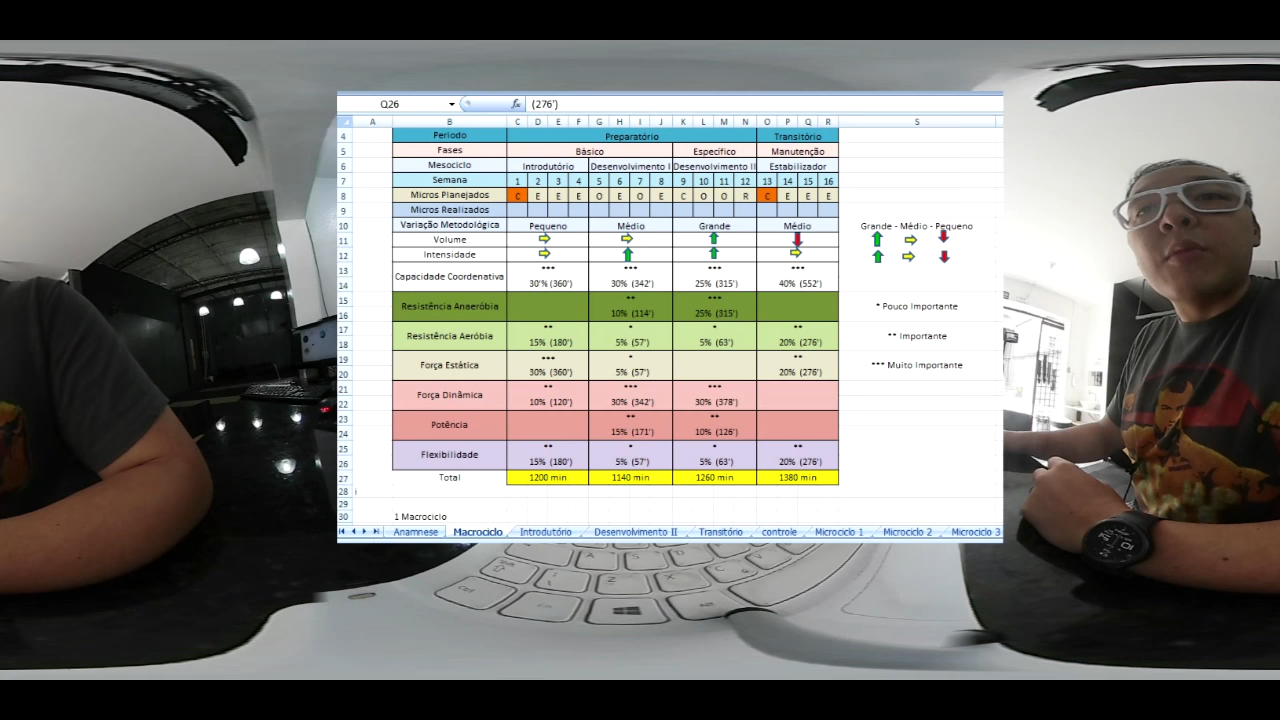 Q26 fx (276')
A B C D E F G H I J K L M N O P Q R S
4 Periodo Preparatório Transitório
5 Fases Básico Específico Manutenção
6 Mesociclo Introdutório Desenvolvimento I Desenvolvimento II Estabilizador
7 Semana 1 2 3 4 5 6 7 8 9 10 11 12 13 14 15 16
8 Micros Planejados C E E E O E O E C O O R C E E E
9 Micros Realizados
10 Variação Metodológica Pequeno Médio Grande Médio Grande - Médio - Pequeno
11 Volume
12 Intensidade
13 *** *** *** ***
Capacidade Coordenativa
14 30'% (360') 30% (342') 25% (315') 40% (552')
15 ** ***
Resistência Anaeróbia * Pouco Importante
16 10% (114') 25% (315')
17 ** * * **
Resistência Aeróbia ** Importante
18 15% (180') 5% (57') 5% (63') 20% (276')
19 *** * **
Força Estática *** Muito Importante
20 30% (360') 5% (57') 20% (276')
21 ** *** ***
Força Dinâmica
22 10% (120') 30% (342') 30% (378')
23 ** **
Potência
24 15% (171') 10% (126')
25 ** * * **
Flexibilidade
26 15% (180') 5% (57') 5% (63') 20% (276')
27 Total 1200 min 1140 min 1260 min 1380 min
28 i
29
30 1 Macrociclo
Anamnese Macrociclo Introdutório Desenvolvimento II Transitório controle Microciclo 1 Microciclo 2 Microciclo 3